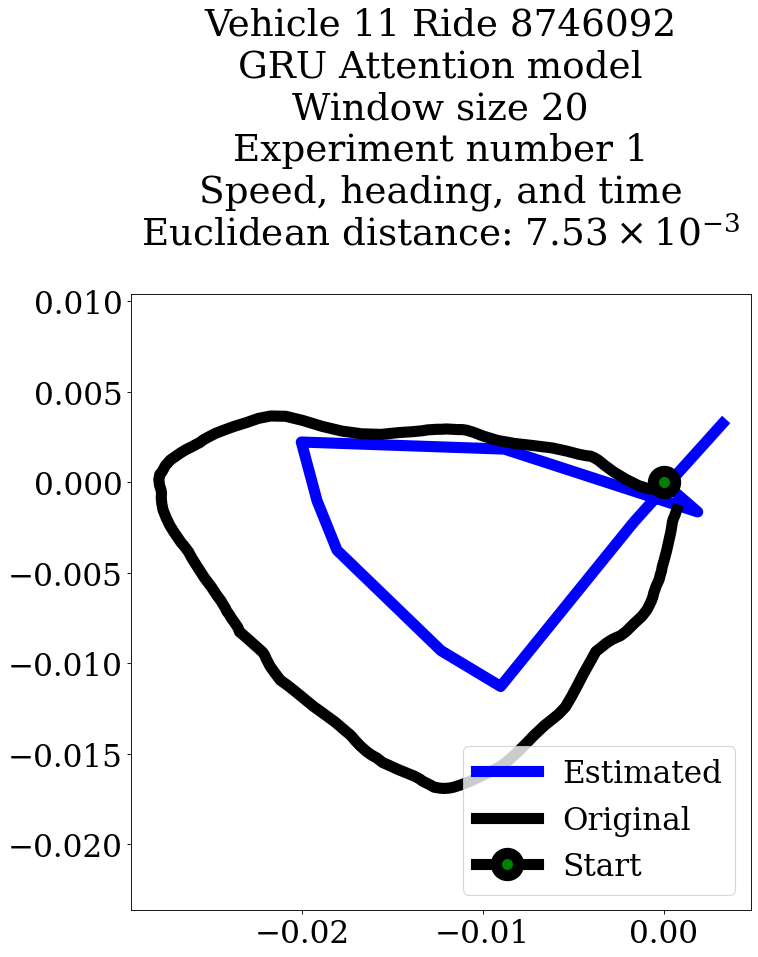 Vehicle 11 Ride 8746092
GRU Attention model
Window size 20
Experiment number 1
Speed, heading, and time
Euclidean distance: 7.53 × 10⁻³
0.010
0.005
0.000
−0.005
−0.010
−0.015
−0.020
Estimated
Original
Start
−0.02
−0.01
0.00